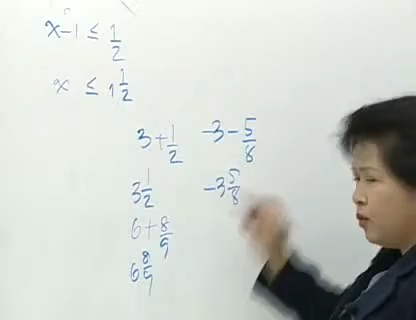 x-1 ≤ 1/2
x ≤ 1 1/2
3+1/2 -3-5/8
3 1/2 -3 5/8
6+8/9
6 8/9